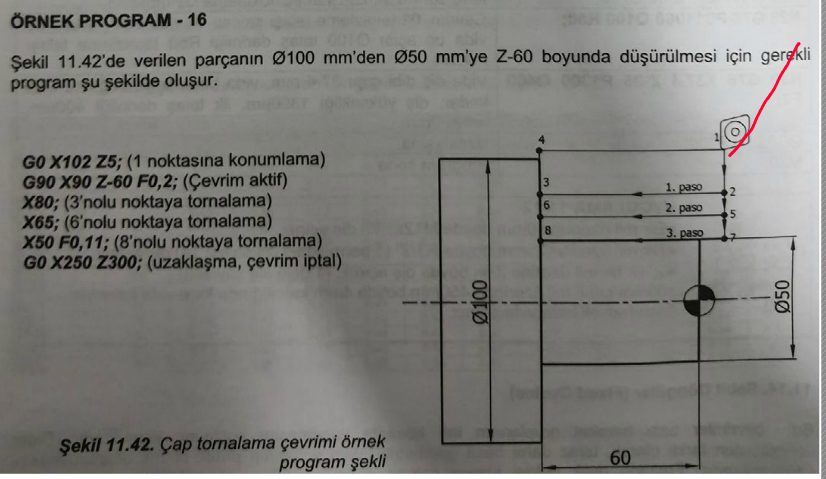 ÖRNEK PROGRAM - 16
Şekil 11.42'de verilen parçanın Ø100 mm'den Ø50 mm'ye Z-60 boyunda düşürülmesi için gerekli
program şu şekilde oluşur.
G0 X102 Z5; (1 noktasına konumlama)
G90 X90 Z-60 F0,2; (Çevrim aktif)
X80; (3'nolu noktaya tornalama)
X65; (6'nolu noktaya tornalama)
X50 F0,11; (8'nolu noktaya tornalama)
G0 X250 Z300; (uzaklaşma, çevrim iptal)
4
1
3
1. paso
2
6
2. paso
5
8
3. paso
7
Ø100
Ø50
60
Şekil 11.42. Çap tornalama çevrimi örnek
program şekli